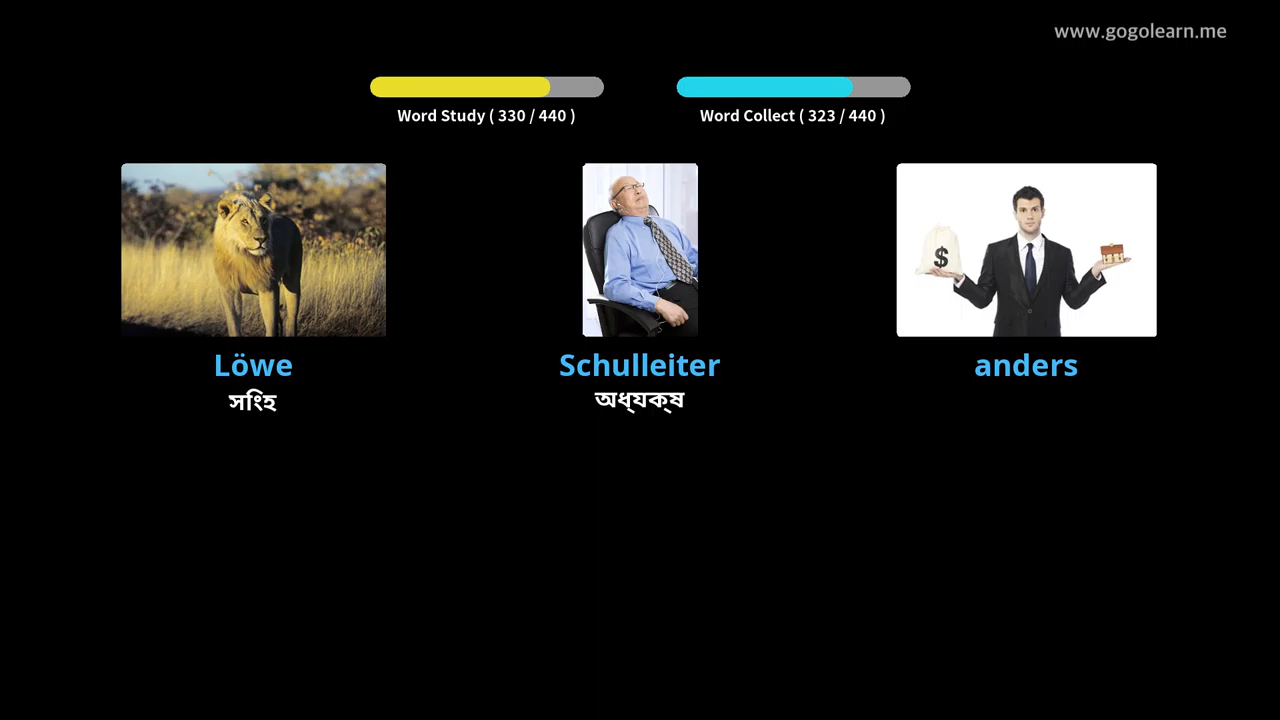 www.gogolearn.me
Word Study ( 330 / 440 )
Word Collect ( 323 / 440 )
$
Löwe
Schulleiter
anders
সিংহ
অধ্যক্ষ